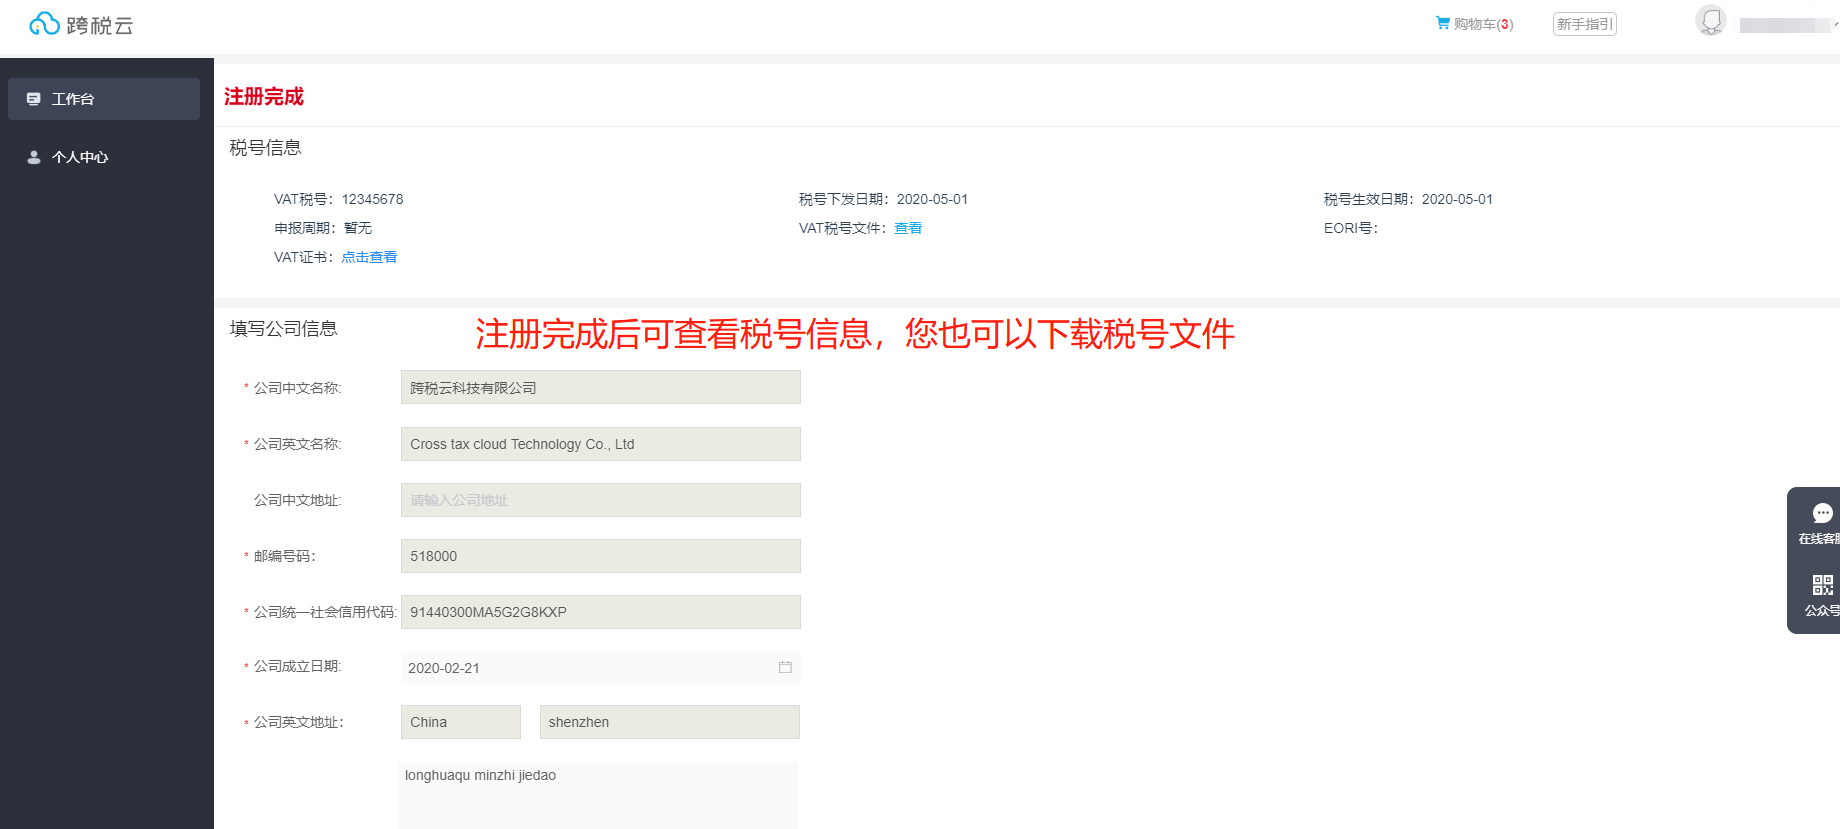 跨税云
购物车(3)
新手指引
工作台
个人中心
注册完成
税号信息
VAT税号：12345678
税号下发日期：2020-05-01
税号生效日期：2020-05-01
申报周期：暂无
VAT税号文件：查看
EORI号：
VAT证书：点击查看
填写公司信息
注册完成后可查看税号信息，您也可以下载税号文件
* 公司中文名称:
跨税云科技有限公司
* 公司英文名称:
Cross tax cloud Technology Co., Ltd
公司中文地址:
请输入公司地址
* 邮编号码：
518000
* 公司统一社会信用代码:
91440300MA5G2G8KXP
* 公司成立日期:
2020-02-21
* 公司英文地址：
China
shenzhen
longhuaqu minzhi jiedao
在线客服
公众号